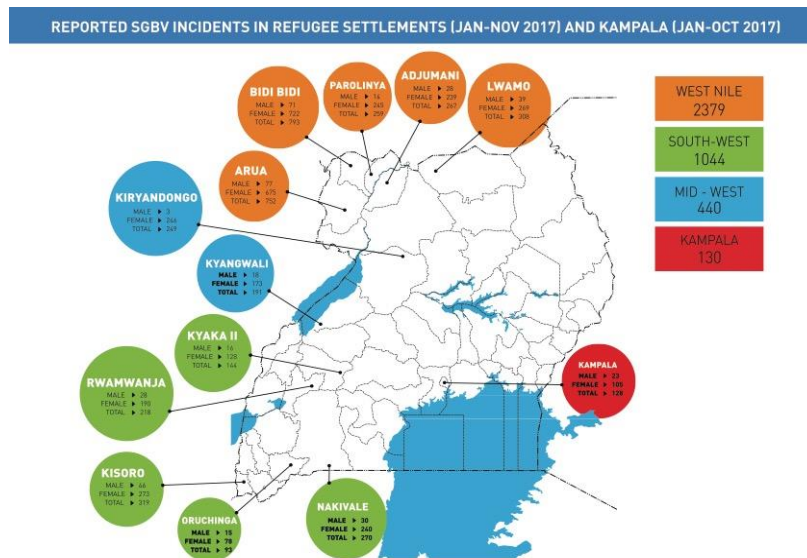 REPORTED SGBV INCIDENTS IN REFUGEE SETTLEMENTS (JAN-NOV 2017) AND KAMPALA (JAN-OCT 2017)
BIDI BIDI
MALE ▶ 71
FEMALE ▶ 722
TOTAL ▶ 793
PAROLINYA
MALE ▶ 14
FEMALE ▶ 245
TOTAL ▶ 259
ADJUMANI
MALE ▶ 28
FEMALE ▶ 239
TOTAL ▶ 267
LWAMO
MALE ▶ 39
FEMALE ▶ 269
TOTAL ▶ 308
WEST NILE
2379
SOUTH-WEST
1044
MID - WEST
440
KAMPALA
130
ARUA
MALE ▶ 77
FEMALE ▶ 675
TOTAL ▶ 752
KIRYANDONGO
MALE ▶ 3
FEMALE ▶ 246
TOTAL ▶ 249
KYANGWALI
MALE ▶ 18
FEMALE ▶ 173
TOTAL ▶ 191
KYAKA II
MALE ▶ 16
FEMALE ▶ 128
TOTAL ▶ 144
RWAMWANJA
MALE ▶ 28
FEMALE ▶ 190
TOTAL ▶ 218
KAMPALA
MALE ▶ 23
FEMALE ▶ 105
TOTAL ▶ 128
KISORO
MALE ▶ 46
FEMALE ▶ 273
TOTAL ▶ 319
ORUCHINGA
MALE ▶ 15
FEMALE ▶ 78
TOTAL ▶ 93
NAKIVALE
MALE ▶ 30
FEMALE ▶ 240
TOTAL ▶ 270